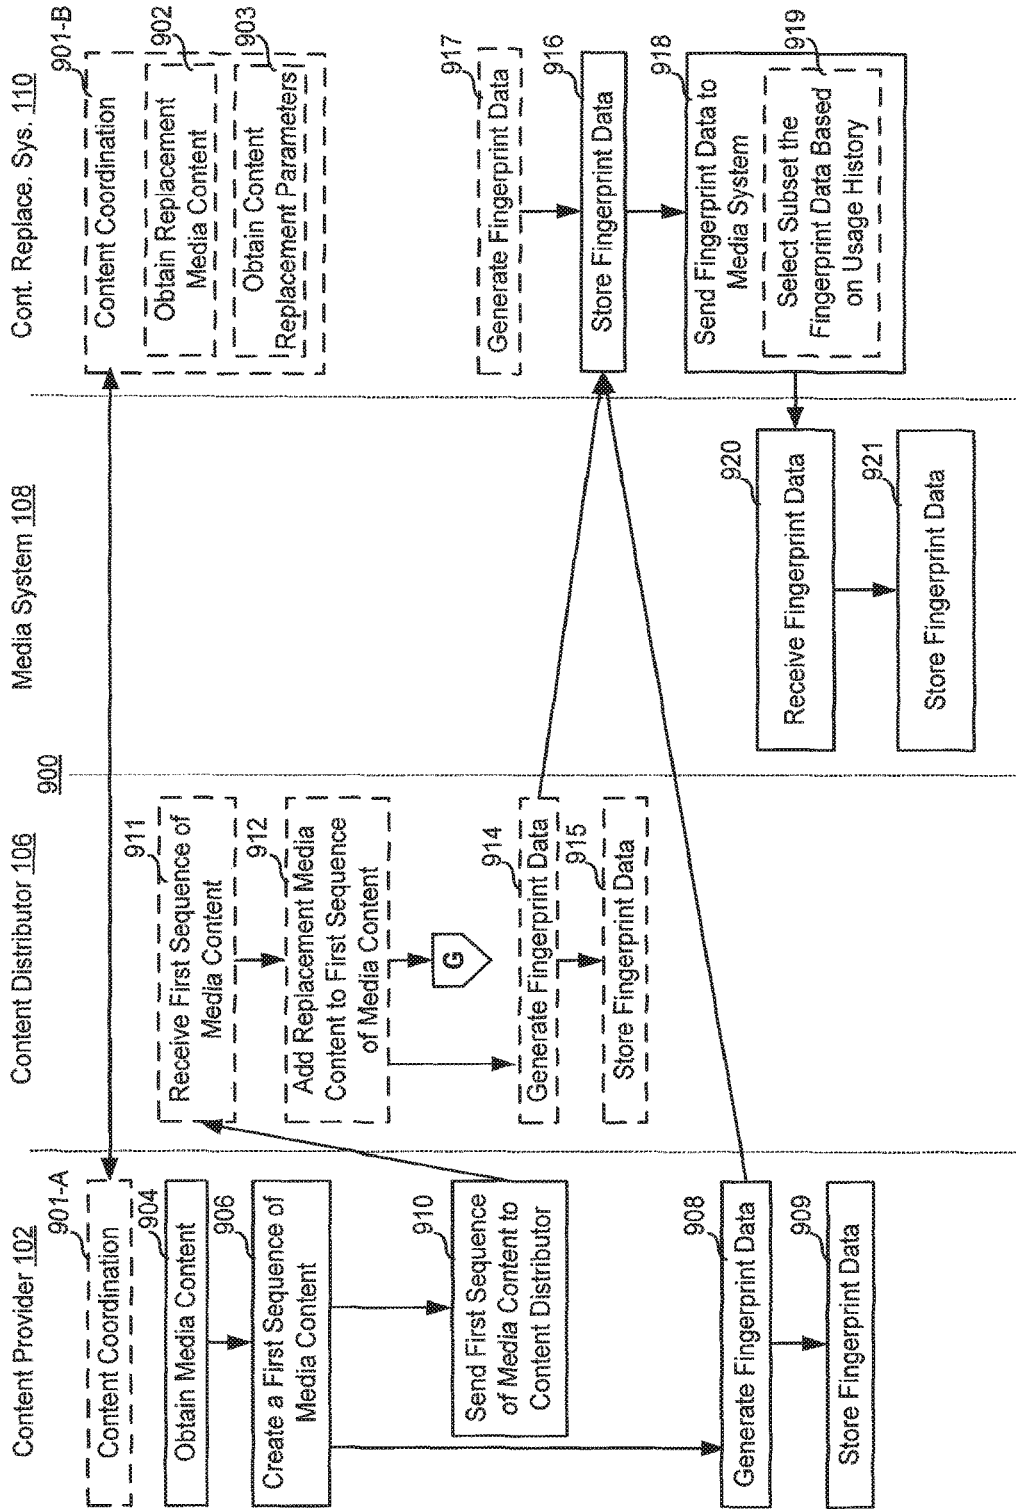 900
Content Provider 102
Content Distributor 106
Media System 108
Cont. Replace. Sys. 110
901-A
Content Coordination
904
Obtain Media Content
906
Create a First Sequence of
Media Content
910
Send First Sequence
of Media Content to
Content Distributor
908
Generate Fingerprint Data
909
Store Fingerprint Data
911
Receive First Sequence of
Media Content
912
Add Replacement Media
Content to First Sequence
of Media Content
G
914
Generate Fingerprint Data
915
Store Fingerprint Data
920
Receive Fingerprint Data
921
Store Fingerprint Data
901-B
Content Coordination
902
Obtain Replacement
Media Content
903
Obtain Content
Replacement Parameters
917
Generate Fingerprint Data
916
Store Fingerprint Data
918
Send Fingerprint Data to
Media System
919
Select Subset the
Fingerprint Data Based
on Usage History